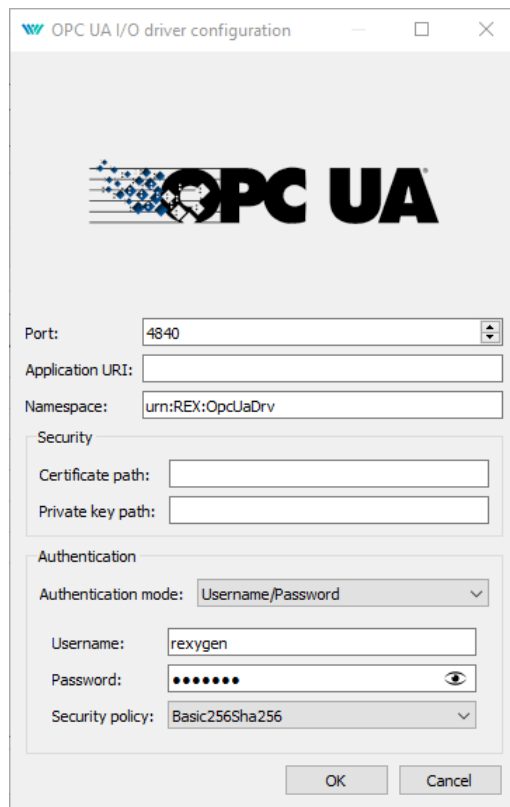 OPC UA I/O driver configuration
OPC UA
Port: 4840
Application URI:
Namespace: urn:REX:OpcUaDrv
Security
Certificate path:
Private key path:
Authentication
Authentication mode: Username/Password
Username: rexygen
Password: •••••••
Security policy: Basic256Sha256
OK Cancel